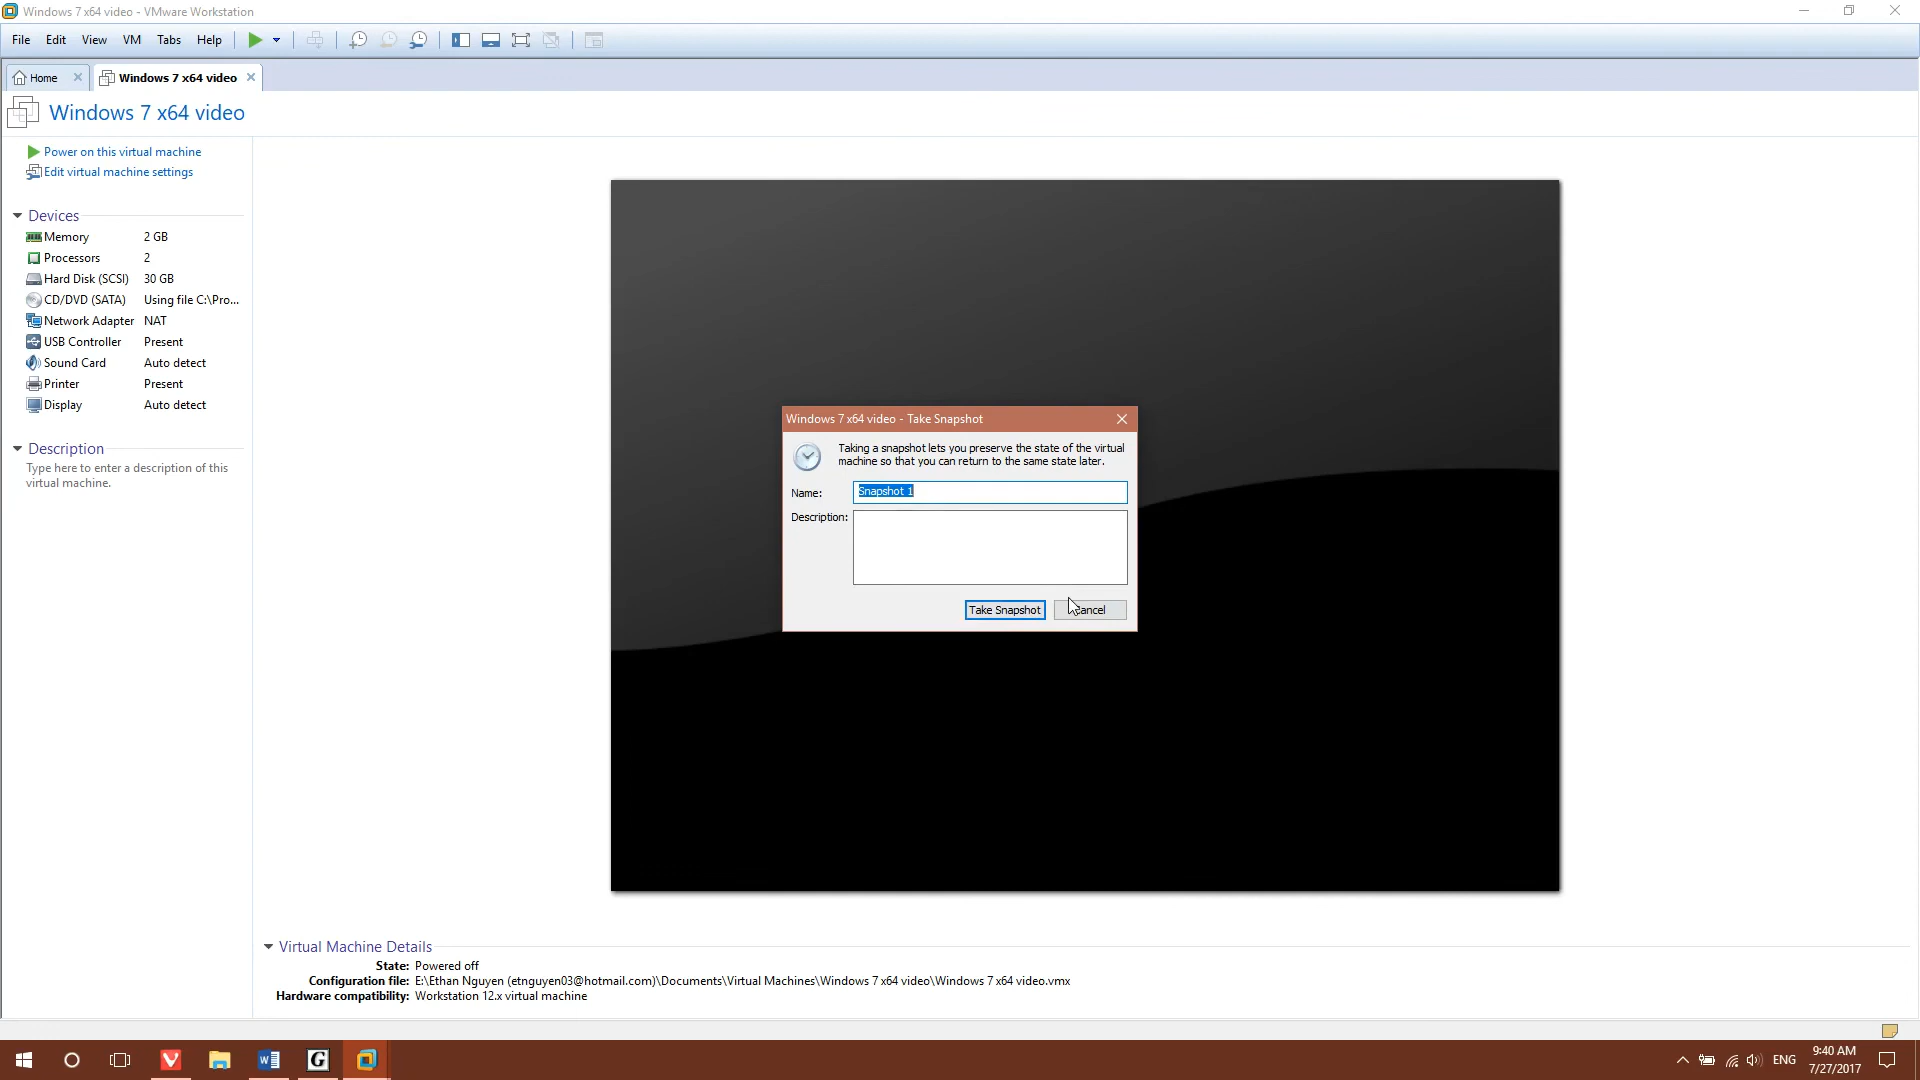 Windows 7 x64 video - VMware Workstation
File Edit View VM Tabs Help
Home Windows 7 x64 video
Windows 7 x64 video
Power on this virtual machine
Edit virtual machine settings
Devices
Memory 2 GB
Processors 2
Hard Disk (SCSI) 30 GB
CD/DVD (SATA) Using file C:\Pro...
Network Adapter NAT
USB Controller Present
Sound Card Auto detect
Printer Present
Display Auto detect
Description
Type here to enter a description of this
virtual machine.
Windows 7 x64 video - Take Snapshot
Taking a snapshot lets you preserve the state of the virtual
machine so that you can return to the same state later.
Name: Snapshot 1
Description:
Take Snapshot Cancel
Virtual Machine Details
State: Powered off
Configuration file: E:\Ethan Nguyen (etnguyen03@hotmail.com)\Documents\Virtual Machines\Windows 7 x64 video\Windows 7 x64 video.vmx
Hardware compatibility: Workstation 12.x virtual machine
ENG
9:40 AM
7/27/2017